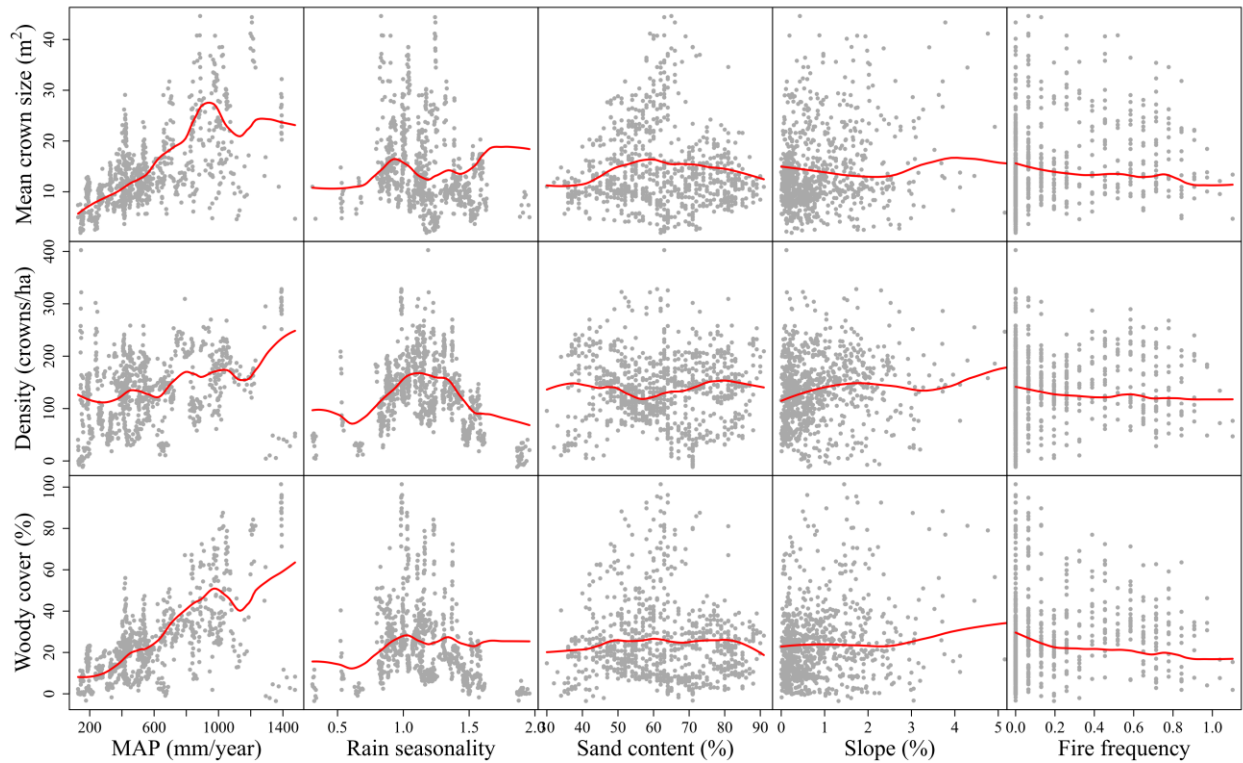 Mean crown size (m²)
10 20 30 40
Density (crowns/ha)
0 100 200 300 400
Woody cover (%)
0 20 40 60 80 100
200 600 1000 1400
MAP (mm/year)
0.5 1.0 1.5 2.0
Rain seasonality
30 40 50 60 70 80 90
Sand content (%)
0 1 2 3 4 5
Slope (%)
0.0 0.2 0.4 0.6 0.8 1.0
Fire frequency